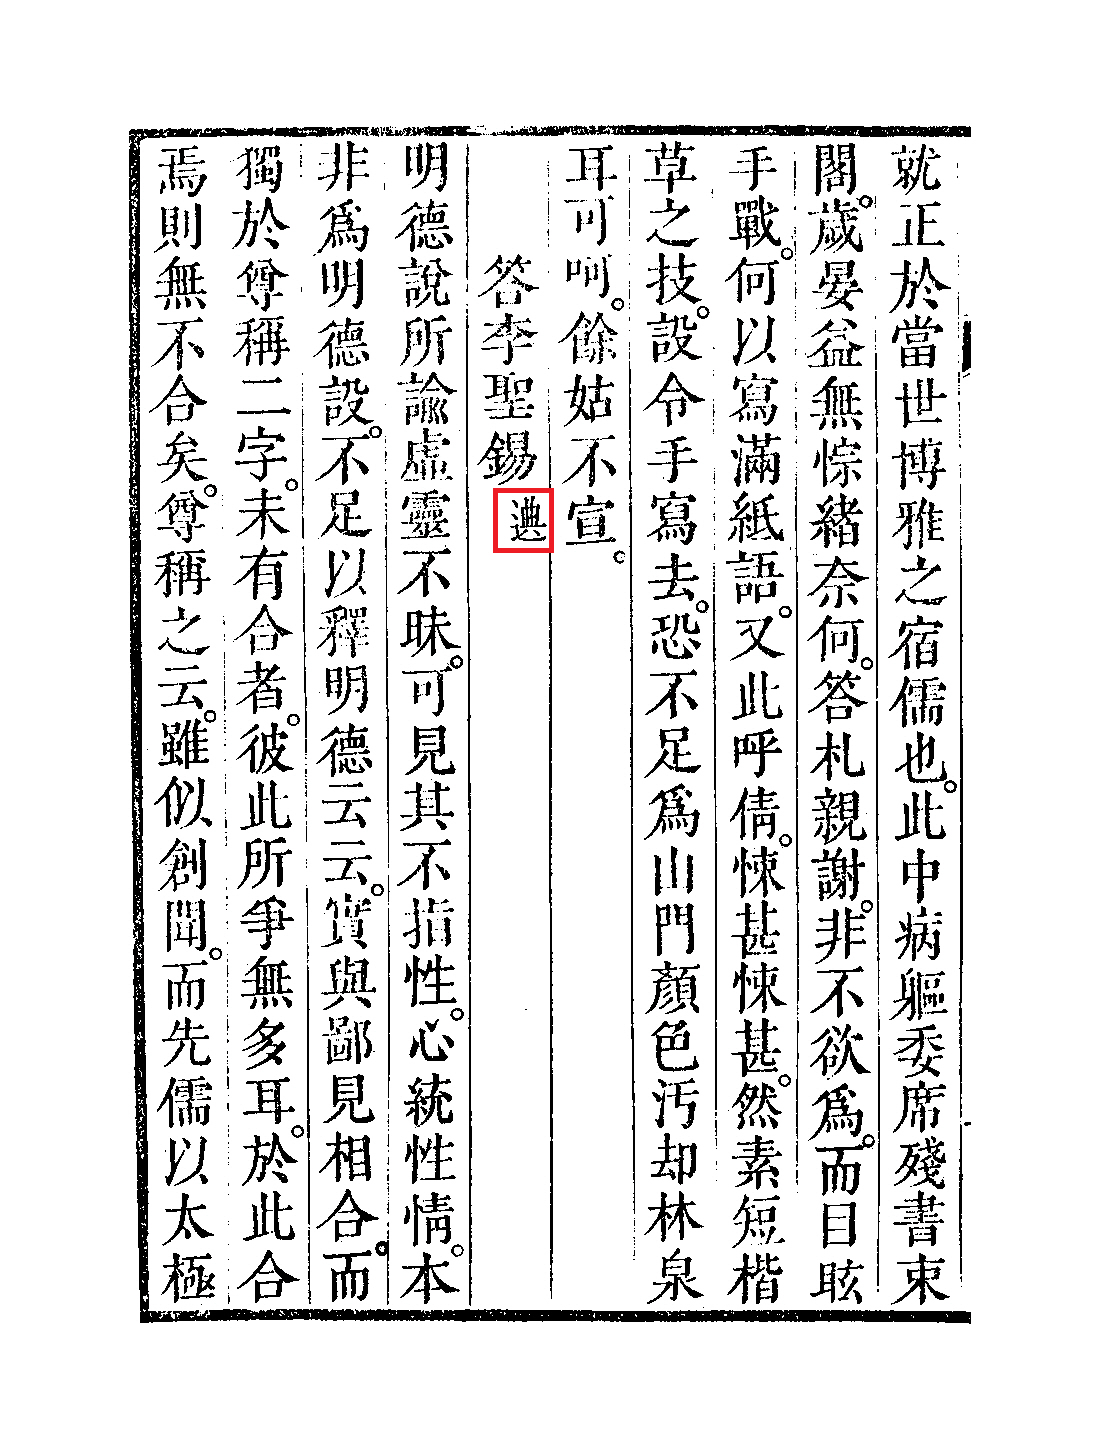 就正於當世博雅之宿儒也。此中病軀委席殘書束
閣。歲晏益無悰緖奈何。答札親謝。非不欲爲。而目眩
手戰。何以寫滿紙語。又此呼倩。悚甚悚甚。然素短楷
草之技。設令手寫去。恐不足爲山門顏色汚却林泉
耳可呵。餘姑不宣。
答李聖錫
明德說所諭虛靈不昧。可見其不指性。心統性情。本
非爲明德設。不足以釋明德云云。實與鄙見相合。而
獨於尊稱二字。未有合者。彼此所爭無多耳。於此合
焉則無不合矣。尊稱之云。雖似創聞。而先儒以太極